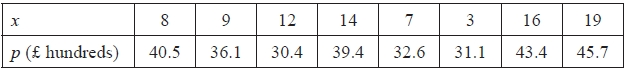 x 8 9 12 14 7 3 16 19
p (£ hundreds) 40.5 36.1 30.4 39.4 32.6 31.1 43.4 45.7